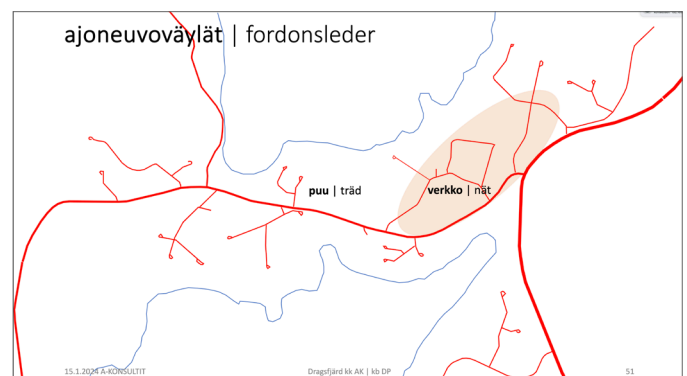 ajoneuvoväylät | fordonsleder
puu | träd
verkko | nät
15.1.2024 A-KONSULTIT
Dragsfjärd kk AK | kb DP
51